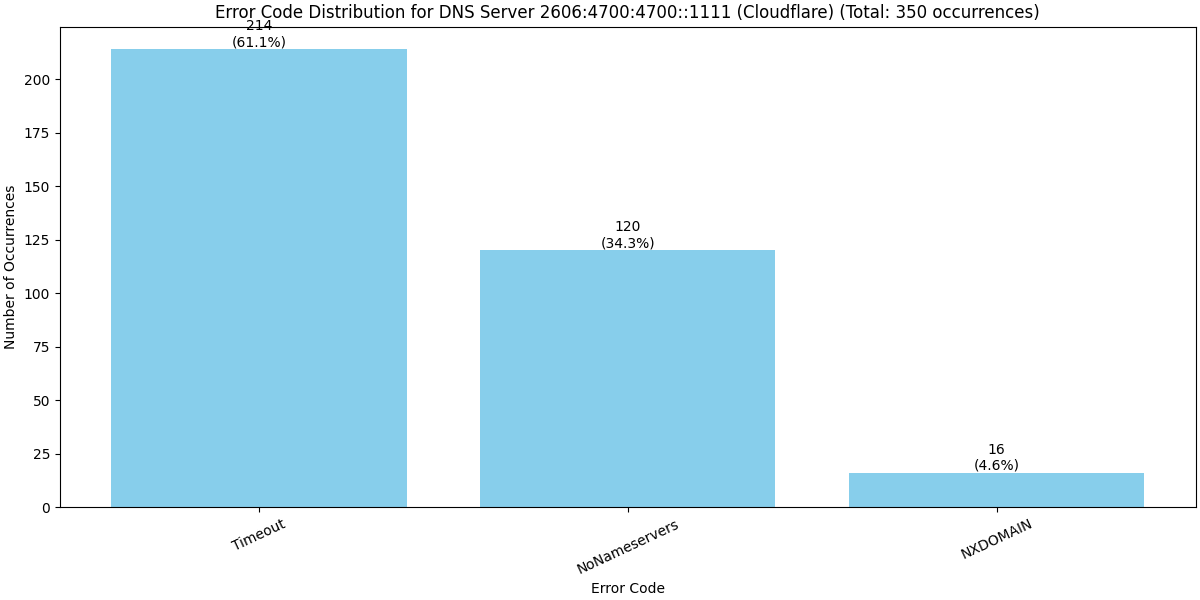 Error Code Distribution for DNS Server 2606:4700:4700::1111 (Cloudflare) (Total: 350 occurrences)
214
(61.1%)
120
(34.3%)
16
(4.6%)
Number of Occurrences
200
175
150
125
100
75
50
25
0
Timeout
NoNameservers
NXDOMAIN
Error Code